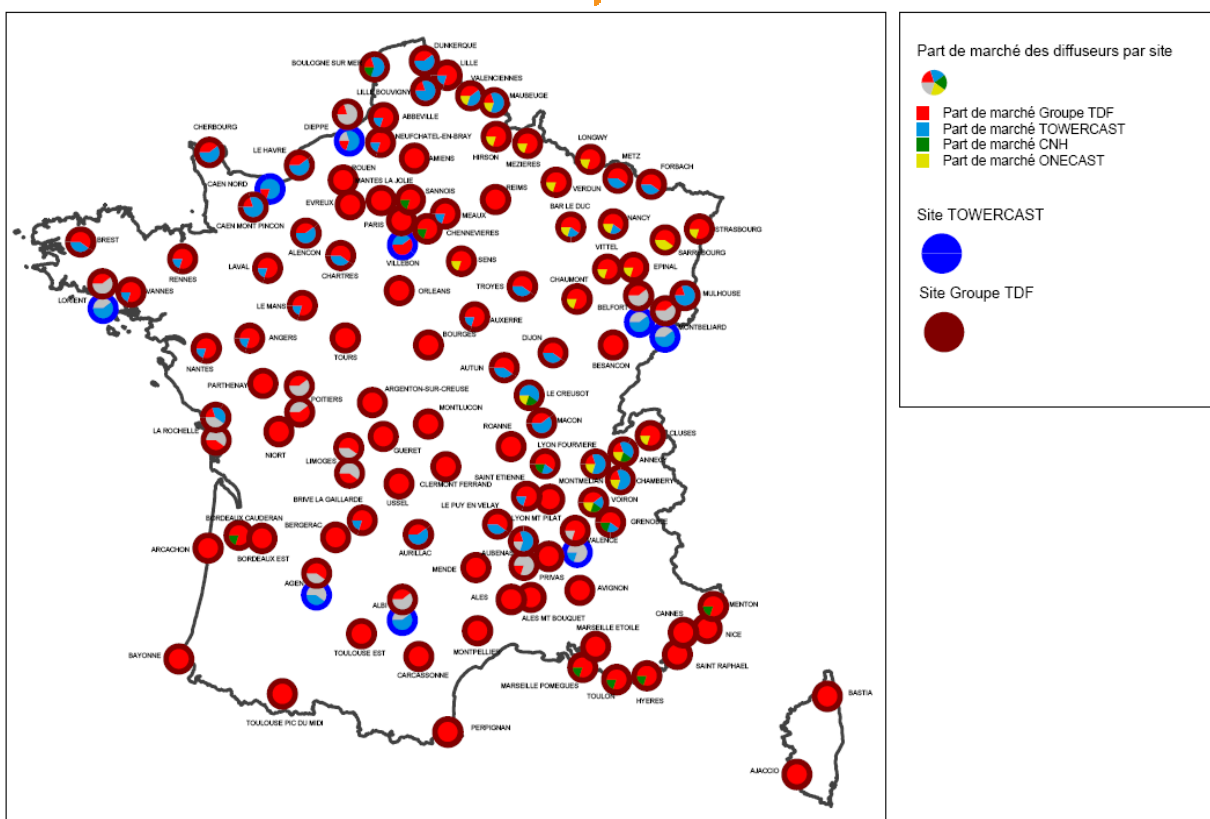 DUNKERQUE
BOULOGNE SUR MER
LILLE
VALENCIENNES
LILLE BOUVIGNY
MAUBEUGE
ABBEVILLE
DIEPPE
CHERBOURG
NEUFCHATEL-EN-BRAY
LONGWY
LE HAVRE
AMIENS
HIRSON
MEZIERES
METZ
FORBACH
ROUEN
CAEN NORD
MANTES LA JOLIE
SANNOIS
REIMS
VERDUN
EVREUX
BAR LE DUC
CAEN MONT PINCON
PARIS
MEAUX
NANCY
STRASBOURG
BREST
CHENNEVIERES
ALENCON
VITTEL
SARREBOURG
RENNES
LAVAL
CHARTRES
VILLEBON
SENS
CHAUMONT
EPINAL
TROYES
ORLEANS
MULHOUSE
LORIENT
VANNES
LE MANS
BELFORT
AUXERRE
MONTBELIARD
BOURGES
ANGERS
DIJON
TOURS
BESANCON
NANTES
AUTUN
PARTHENAY
ARGENTON-SUR-CREUSE
LE CREUSOT
POITIERS
MONTLUCON
MACON
LA ROCHELLE
ROANNE
CLUSES
GUERET
LYON FOURVIERE
NIORT
ANNECY
LIMOGES
SAINT ETIENNE
MONTMELIAN
CHAMBERY
CLERMONT FERRAND
BRIVE LA GAILLARDE
USSEL
VOIRON
LE PUY EN VELAY
BORDEAUX CAUDERAN
LYON MT PILAT
GRENOBLE
BERGERAC
ARCACHON
AURILLAC
AUBENAS
VALENCE
BORDEAUX EST
MENDE
PRIVAS
AGEN
AVIGNON
ALBI
ALES
MENTON
CANNES
ALES MT BOUQUET
MARSEILLE ETOILE
NICE
TOULOUSE EST
MONTPELLIER
BAYONNE
SAINT RAPHAEL
CARCASSONNE
MARSEILLE POMEGUES
TOULON
HYERES
BASTIA
TOULOUSE PIC DU MIDI
PERPIGNAN
AJACCIO
Part de marché des diffuseurs par site
Part de marché Groupe TDF
Part de marché TOWERCAST
Part de marché CNH
Part de marché ONECAST
Site TOWERCAST
Site Groupe TDF